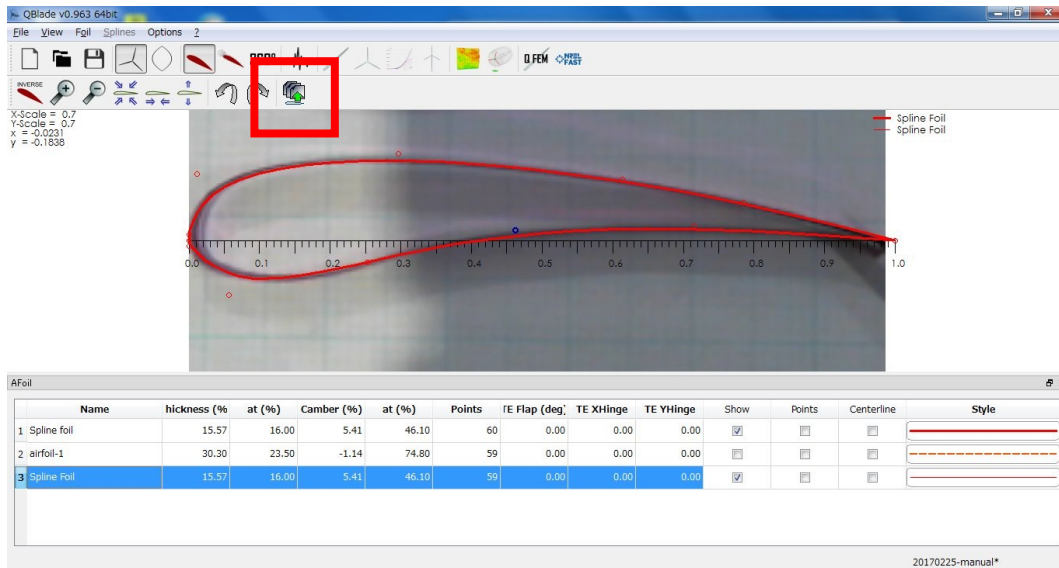 QBlade v0.963 64bit
File View Foil Splines Options ?
Q FEM NREL FAST
INVERSE
X-Scale = 0.7
Y-Scale = 0.7
x = -0.0231
y = -0.1838
Spline Foil
Spline Foil
0.0 0.1 0.2 0.3 0.4 0.5 0.6 0.7 0.8 0.9 1.0
AFoil
Name hickness (% at (%) Camber (%) at (%) Points TE Flap (deg) TE XHinge TE YHinge Show Points Centerline Style
1 Spline foil 15.57 16.00 5.41 46.10 60 0.00 0.00 0.00
2 airfoil-1 30.30 23.50 -1.14 74.80 59 0.00 0.00 0.00
3 Spline Foil 15.57 16.00 5.41 46.10 59 0.00 0.00 0.00
20170225-manual*